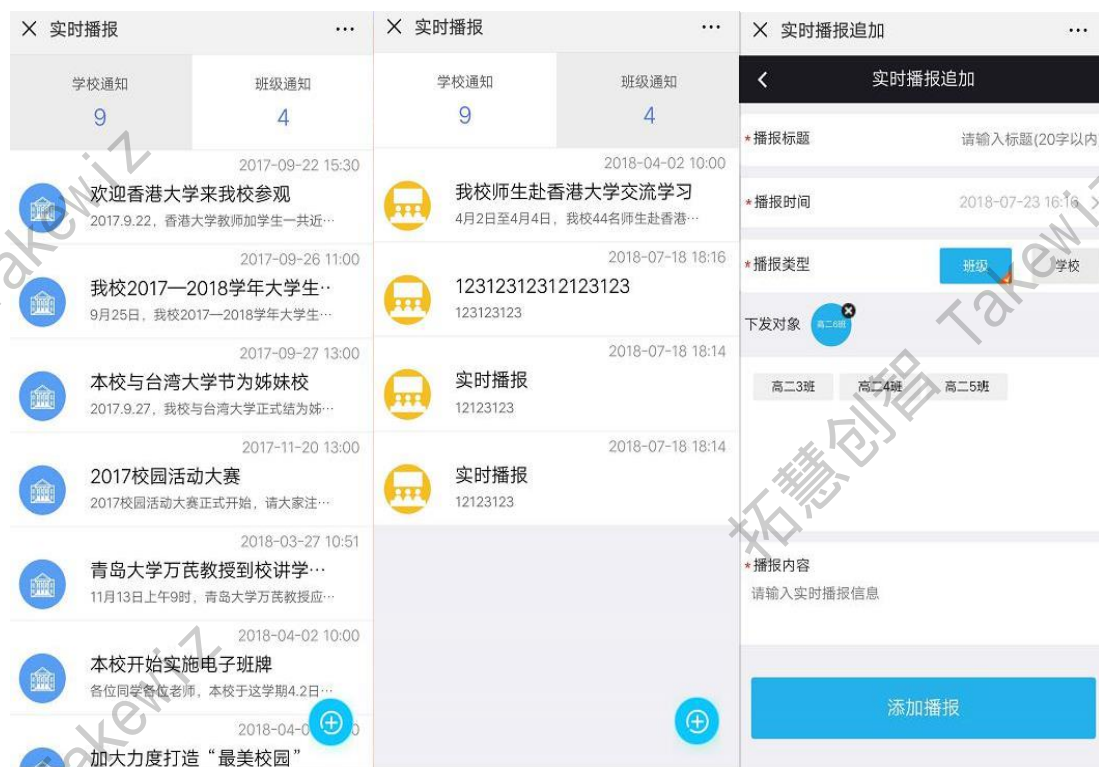 实时播报
学校通知
班级通知
9
4
2017-09-22 15:30
欢迎香港大学来我校参观
2017.9.22，香港大学教师加学生一共近…
2017-09-26 11:00
我校2017—2018学年大学生··
9月25日，我校2017—2018学年大学生…
2017-09-27 13:00
本校与台湾大学节为姊妹校
2017.9.27，我校与台湾大学正式结为姊…
2017-11-20 13:00
2017校园活动大赛
2017校园活动大赛正式开始，请大家注…
2018-03-27 10:51
青岛大学万芪教授到校讲学…
11月13日上午9时，青岛大学万芪教授应…
2018-04-02 10:00
本校开始实施电子班牌
各位同学各位老师，本校于这学期4.2日…
2018-04-0
加大力度打造“最美校园”
实时播报
学校通知
班级通知
9
4
2018-04-02 10:00
我校师生赴香港大学交流学习
4月2日至4月4日，我校44名师生赴香港…
2018-07-18 18:16
12312312312123123
123123123
2018-07-18 18:14
实时播报
12123123
2018-07-18 18:14
实时播报
12123123
实时播报追加
实时播报追加
*播报标题
请输入标题(20字以内
*播报时间
2018-07-23 16:16
*播报类型
班级
学校
下发对象
高二6班
高二3班
高二4班
高二5班
*播报内容
请输入实时播报信息
添加播报
拓慧创智 Takewiz
Takewiz